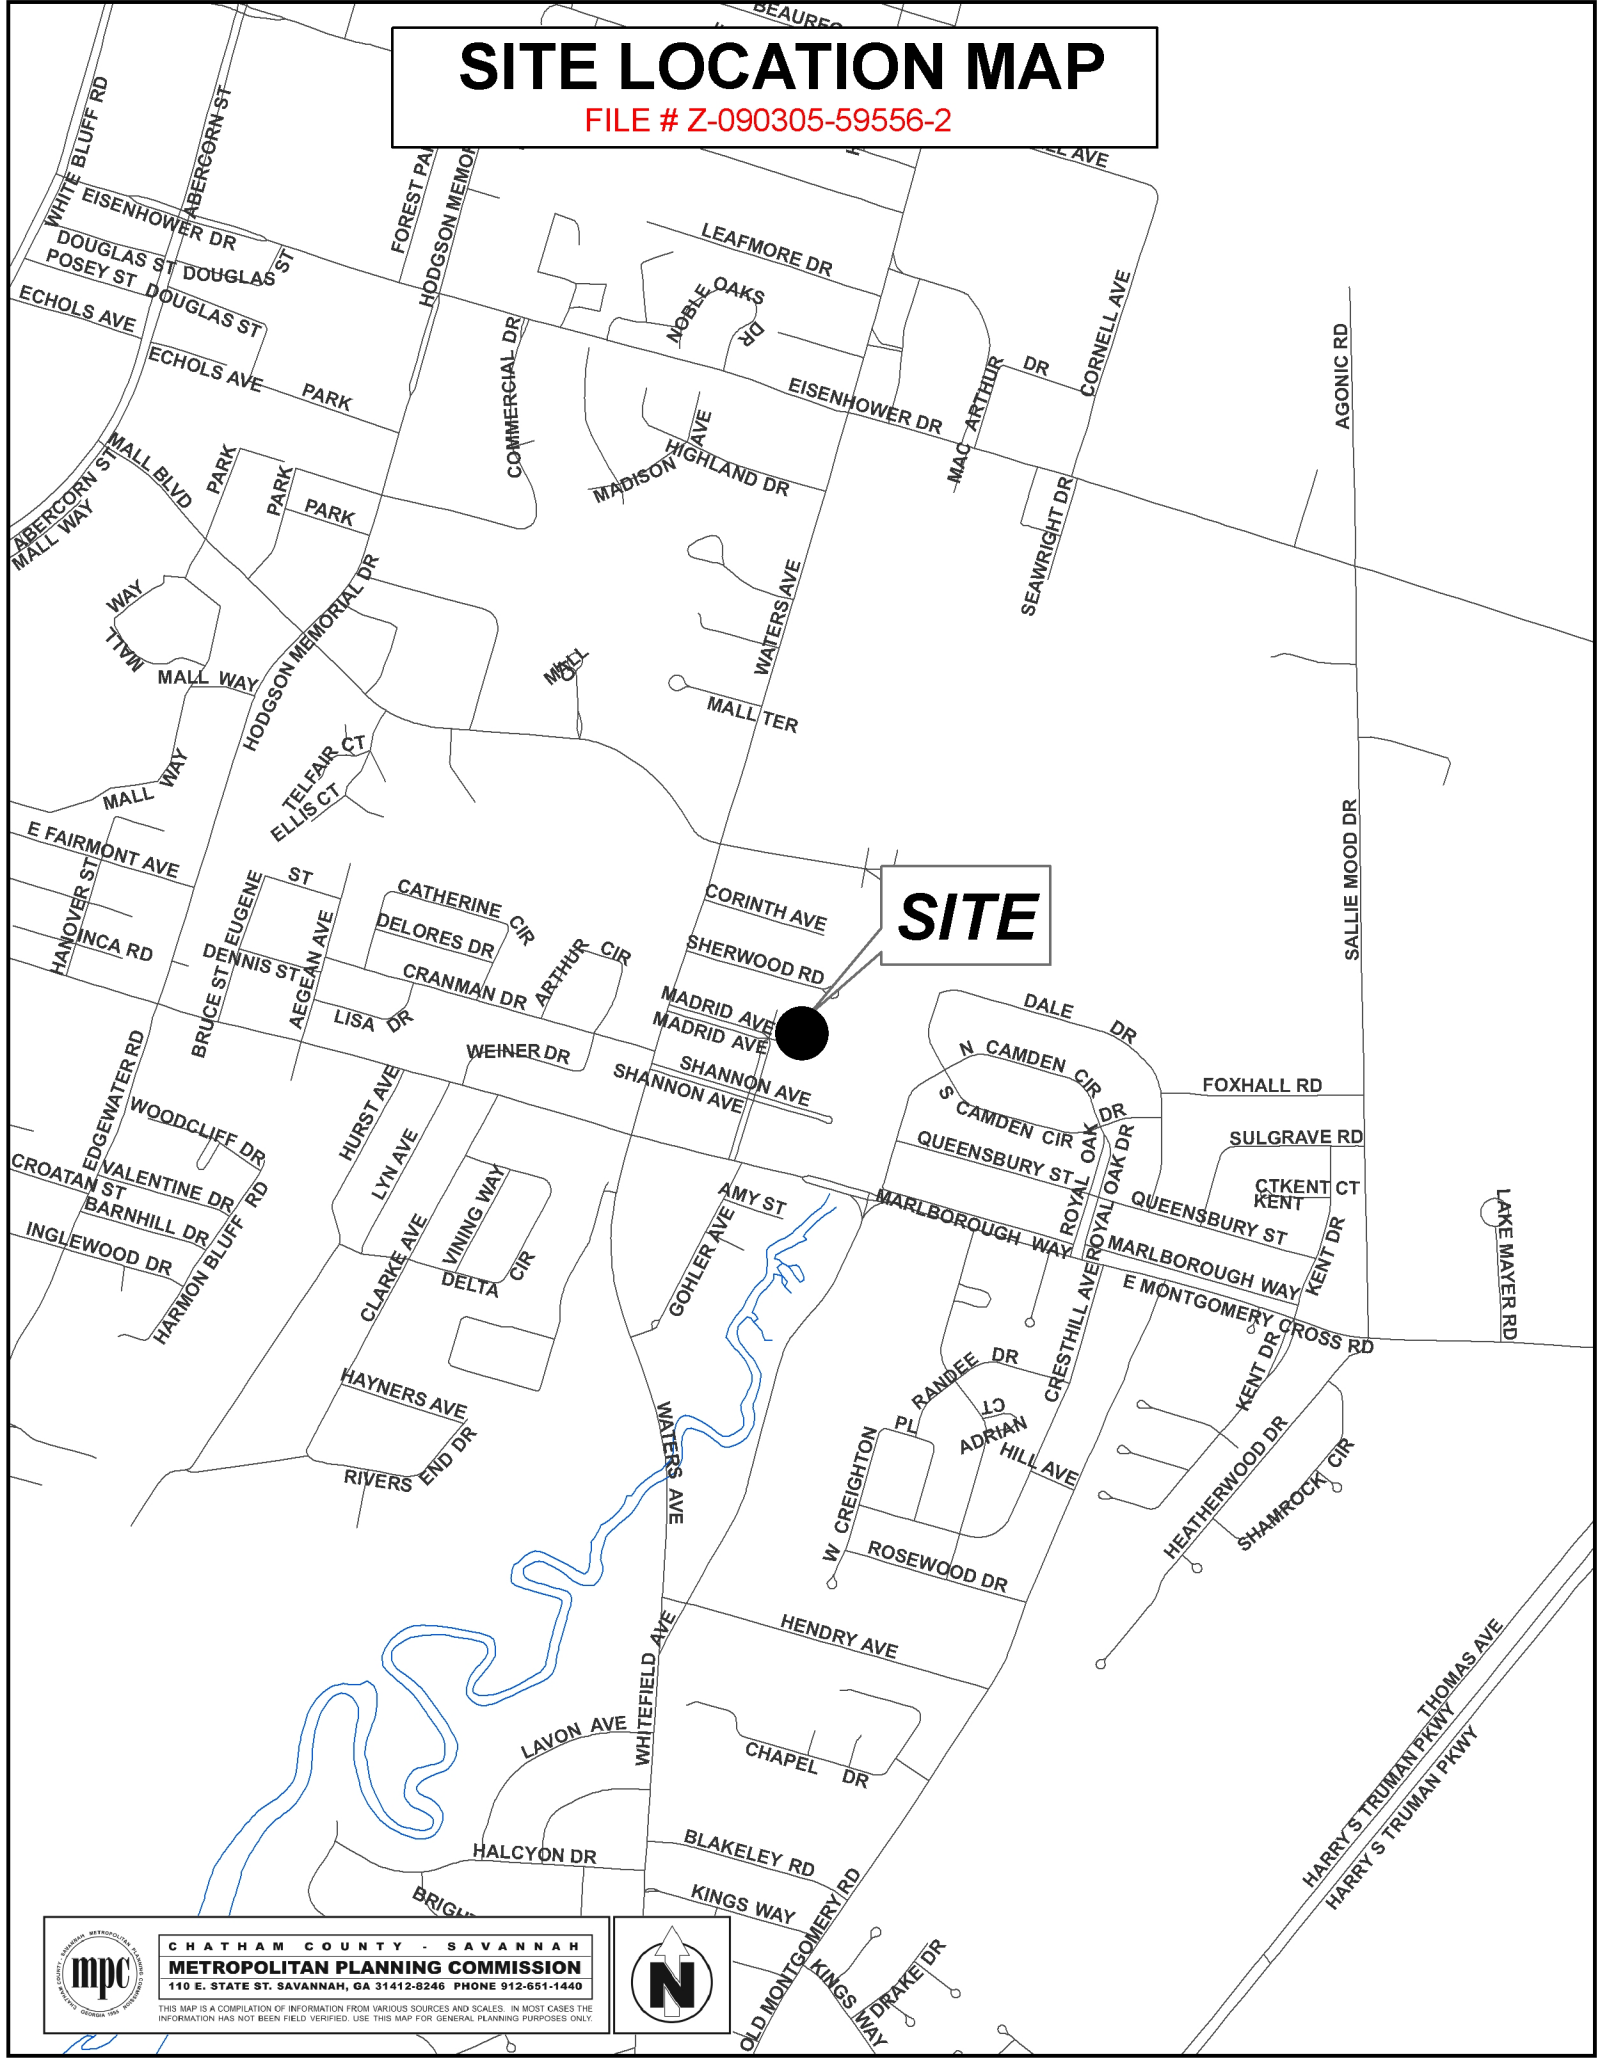 BEAUREG
SITE LOCATION MAP
FILE # Z-090305-59556-2
WHITE BLUFF RD
ABERCORN ST
FOREST PAR
HODGSON MEMOR
LL AVE
EISENHOWER DR
DOUGLAS ST
DOUGLAS
ST
POSEY ST
DOUGLAS ST
ECHOLS AVE
ECHOLS AVE
PARK
LEAFMORE DR
NOBLE
OAKS
DR
COMMERCIAL DR
EISENHOWER DR
MAC ARTHUR
DR
CORNELL AVE
AGONIC RD
MALL BLVD
ABERCORN ST
MALL WAY
PARK
PARK
PARK
MADISON
AVE
HIGHLAND DR
SEAWRIGHT DR
WATERS AVE
WAY
MALL
MALL WAY
HODGSON MEMORIAL DR
MALL
MALL TER
TELFAIR
CT
ELLIS CT
MALL
WAY
SALLIE MOOD DR
E FAIRMONT AVE
HANOVER ST
INCA RD
EUGENE
ST
BRUCE ST
DENNIS ST
AEGEAN AVE
CATHERINE
CIR
DELORES DR
CRANMAN DR
ARTHUR
CIR
LISA
DR
WEINER DR
CORINTH AVE
SHERWOOD RD
SITE
MADRID AVE
MADRID AVE
SHANNON AVE
SHANNON AVE
DALE
DR
N CAMDEN CIR
S CAMDEN CIR
FOXHALL RD
SULGRAVE RD
CT
KENT CT
KENT
EDGEWATER RD
WOODCLIFF DR
CROATAN ST
VALENTINE DR
BARNHILL DR
INGLEWOOD DR
HARMON BLUFF RD
HURST AVE
LYN AVE
CLARKE AVE
VINING WAY
DELTA
CIR
AMY ST
GOHLER AVE
QUEENSBURY ST
ROYAL OAK
DR
ROYAL OAK DR
QUEENSBURY ST
MARLBOROUGH WAY
MARLBOROUGH WAY
KENT DR
E MONTGOMERY CROSS RD
LAKE MAYER RD
CRESTHILL AVE
RANDEE
DR
KENT DR
HAYNERS AVE
RIVERS
END DR
WATERS AVE
W CREIGHTON
PL
ADRIAN
CT
HILL AVE
HEATHERWOOD DR
SHAMROCK
CIR
ROSEWOOD DR
HENDRY AVE
WHITEFIELD AVE
LAVON AVE
CHAPEL
DR
THOMAS AVE
HARRY S TRUMAN PKWY
HARRY S TRUMAN PKWY
HALCYON DR
BLAKELEY RD
KINGS WAY
BRIGH
OLD MONTGOMERY RD
KINGS WAY
DRAKE DR
mpc
CHATHAM COUNTY - SAVANNAH
METROPOLITAN PLANNING COMMISSION
110 E. STATE ST. SAVANNAH, GA 31412-8246 PHONE 912-651-1440
THIS MAP IS A COMPILATION OF INFORMATION FROM VARIOUS SOURCES AND SCALES. IN MOST CASES THE
INFORMATION HAS NOT BEEN FIELD VERIFIED. USE THIS MAP FOR GENERAL PLANNING PURPOSES ONLY.
N